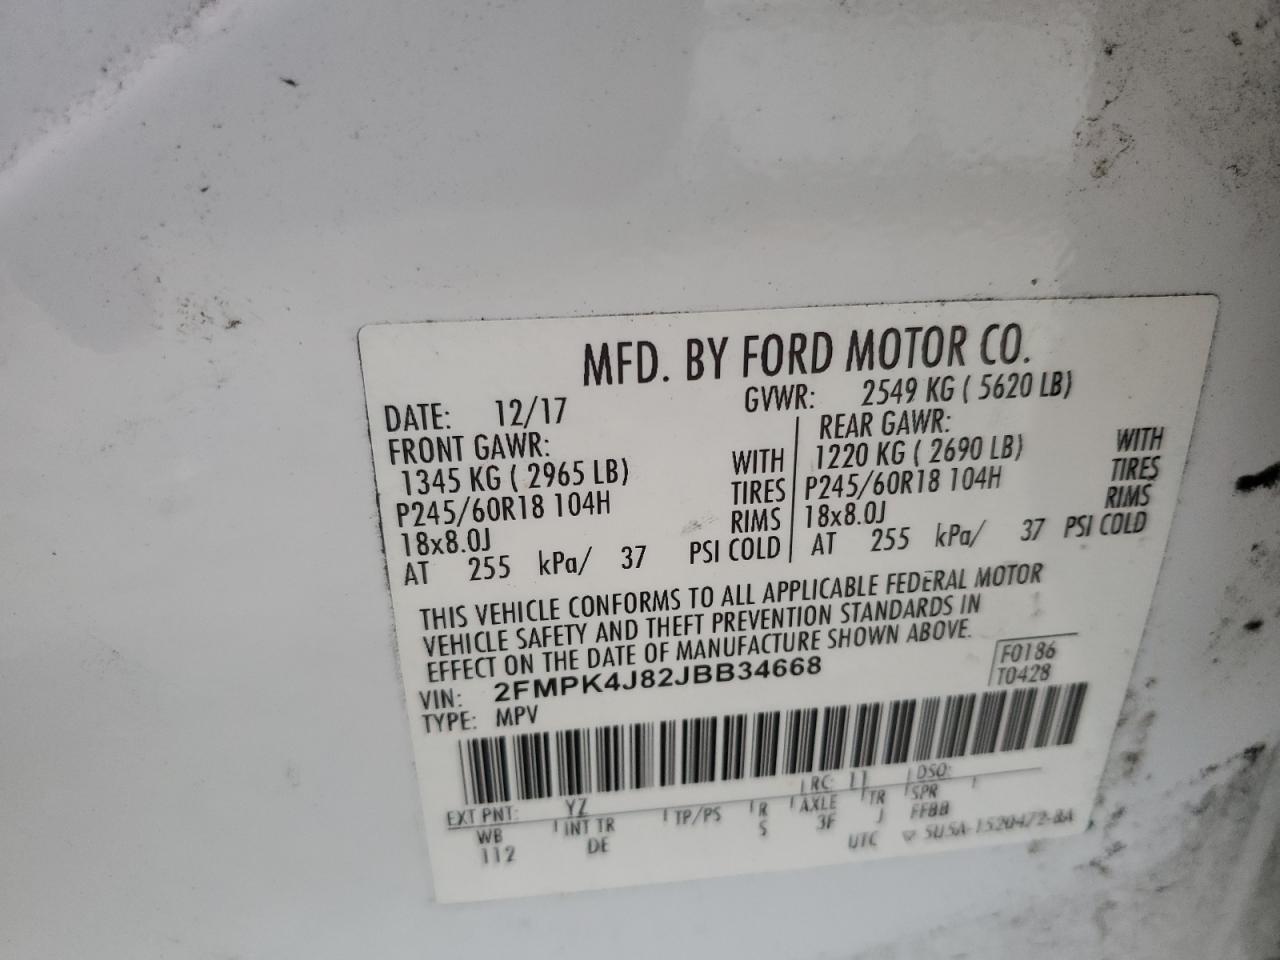 MFD. BY FORD MOTOR CO.
DATE: 12/17 GVWR: 2549 KG ( 5620 LB)
FRONT GAWR: REAR GAWR:
1345 KG ( 2965 LB) WITH 1220 KG ( 2690 LB) WITH
P245/60R18 104H TIRES P245/60R18 104H TIRES
18x8.0J RIMS 18x8.0J RIMS
AT 255 kPa/ 37 PSI COLD AT 255 kPa/ 37 PSI COLD
THIS VEHICLE CONFORMS TO ALL APPLICABLE FEDERAL MOTOR
VEHICLE SAFETY AND THEFT PREVENTION STANDARDS IN
EFFECT ON THE DATE OF MANUFACTURE SHOWN ABOVE.
VIN: 2FMPK4J82JBB34668 F0186
TYPE: MPV T0428
EXT PNT: YZ RC: 11 DSO:
WB INT TR TP/PS R AXLE TR SPR
112 DE S 3F J FFBB
UTC